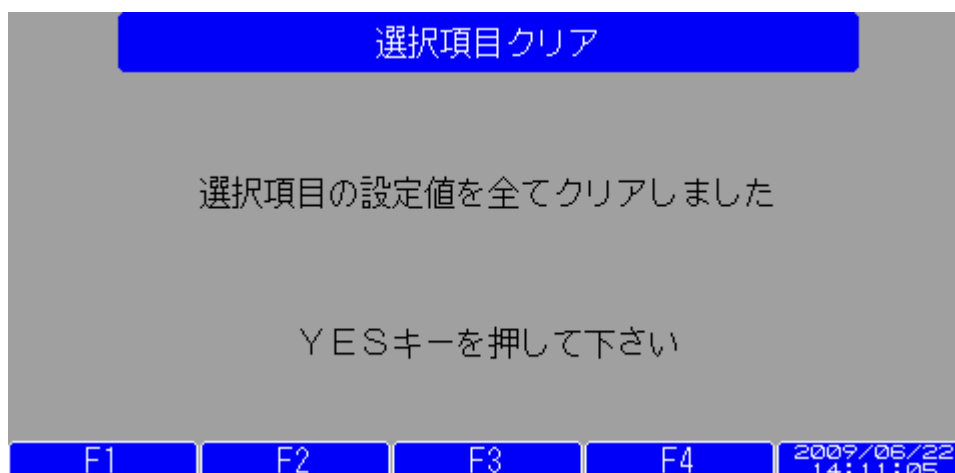 選択項目クリア
選択項目の設定値を全てクリアしました
ＹＥＳキーを押して下さい
F1 F2 F3 F4 2009/06/22
14:11:05